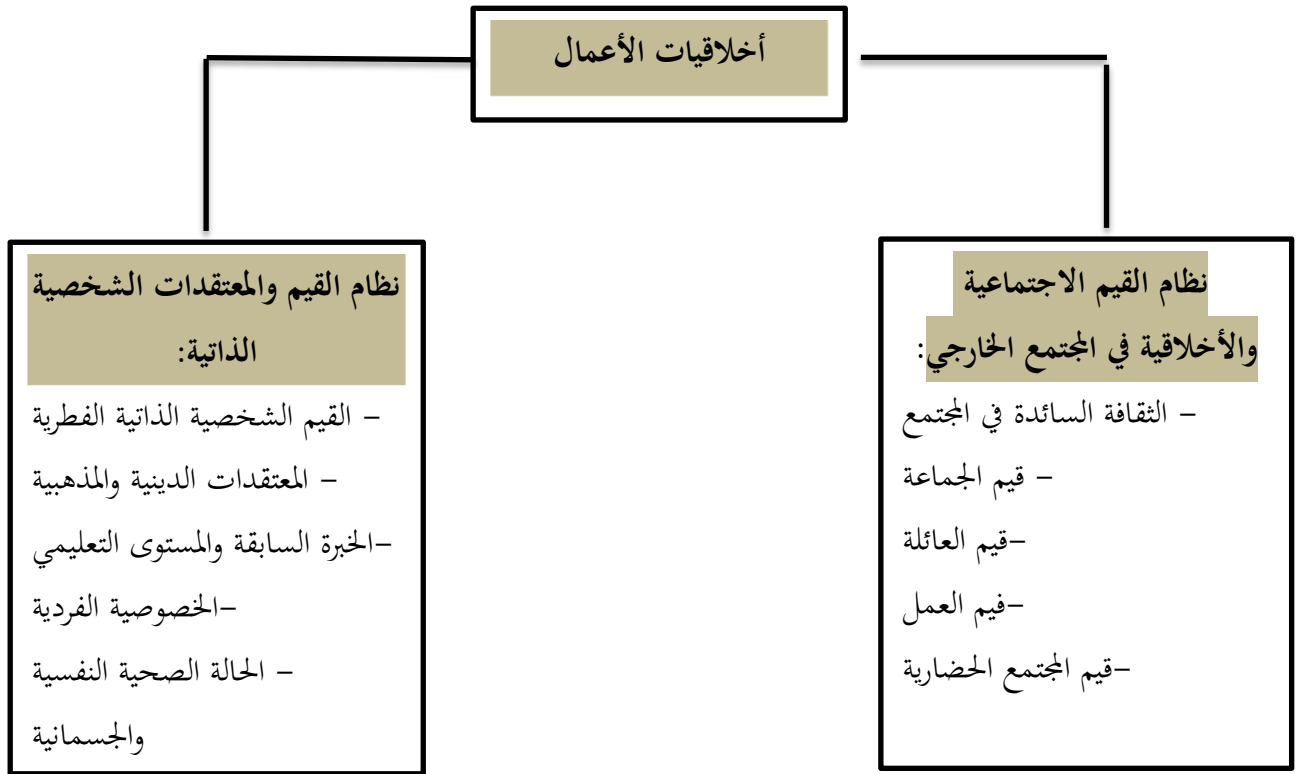 أخلاقيات الأعمال
نظام القيم الاجتماعية
والأخلاقية في المجتمع الخارجي:
– الثقافة السائدة في المجتمع
– قيم الجماعة
–قيم العائلة
–فيم العمل
–قيم المجتمع الحضارية
نظام القيم والمعتقدات الشخصية
الذاتية:
– القيم الشخصية الذاتية الفطرية
– المعتقدات الدينية والمذهبية
–الخبرة السابقة والمستوى التعليمي
–الخصوصية الفردية
– الحالة الصحية النفسية
والجسمانية